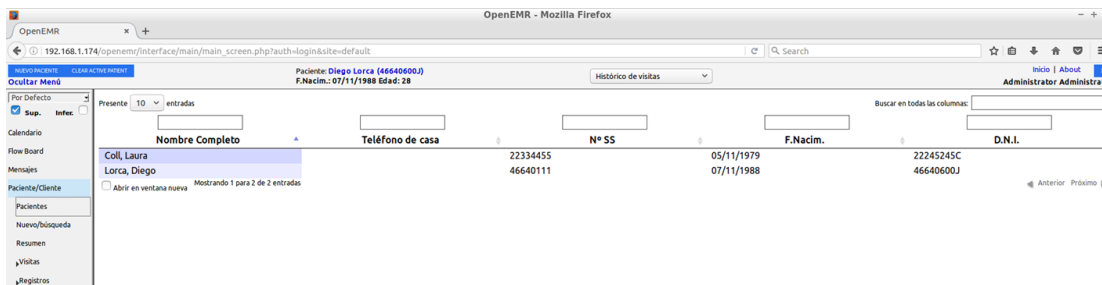 OpenEMR - Mozilla Firefox
OpenEMR × +
192.168.1.174/openemr/interface/main/main_screen.php?auth=login&site=default Search
NUEVO PACIENTE CLEAR ACTIVE PATIENT Paciente: Diego Lorca (46640600J) Histórico de visitas Inicio | About
Ocultar Menú F.Nacim.: 07/11/1988 Edad: 28 Administrator Administra
Por Defecto Presente 10 entradas Buscar en todas las columnas:
Sup. Infer.
Calendario Nombre Completo Teléfono de casa Nº SS F.Nacim. D.N.I.
Flow Board Coll, Laura 22334455 05/11/1979 22245245C
Mensajes Lorca, Diego 46640111 07/11/1988 46640600J
Paciente/Cliente Abrir en ventana nueva Mostrando 1 para 2 de 2 entradas Anterior Próximo
Pacientes
Nuevo/búsqueda
Resumen
Visitas
Registros